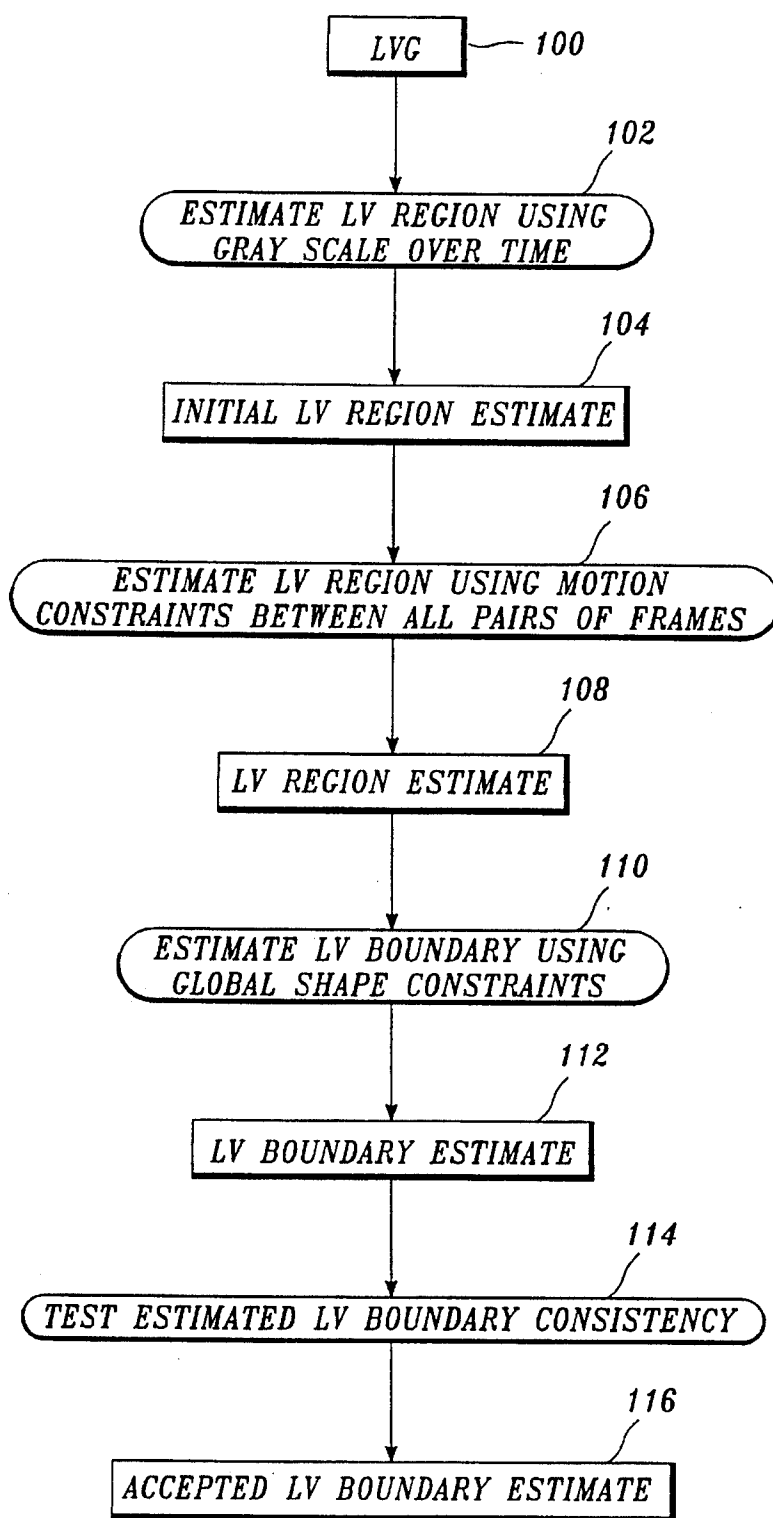 LVG
100
102
ESTIMATE LV REGION USING
GRAY SCALE OVER TIME
104
INITIAL LV REGION ESTIMATE
106
ESTIMATE LV REGION USING MOTION
CONSTRAINTS BETWEEN ALL PAIRS OF FRAMES
108
LV REGION ESTIMATE
110
ESTIMATE LV BOUNDARY USING
GLOBAL SHAPE CONSTRAINTS
112
LV BOUNDARY ESTIMATE
114
TEST ESTIMATED LV BOUNDARY CONSISTENCY
116
ACCEPTED LV BOUNDARY ESTIMATE